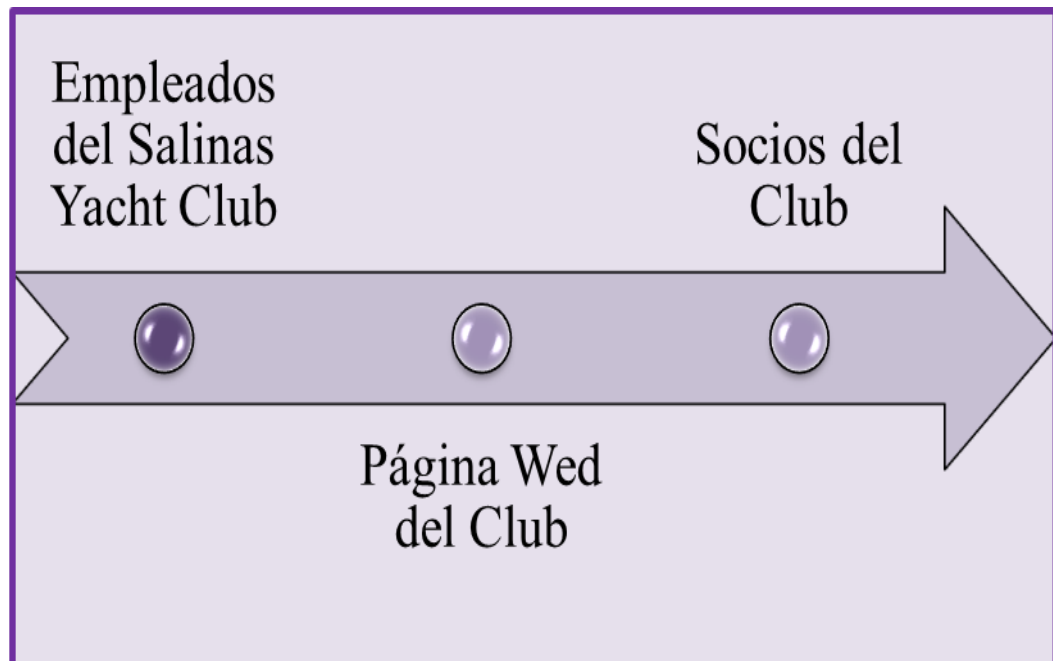 Empleados
del Salinas
Yacht Club
Socios del
Club
Página Wed
del Club